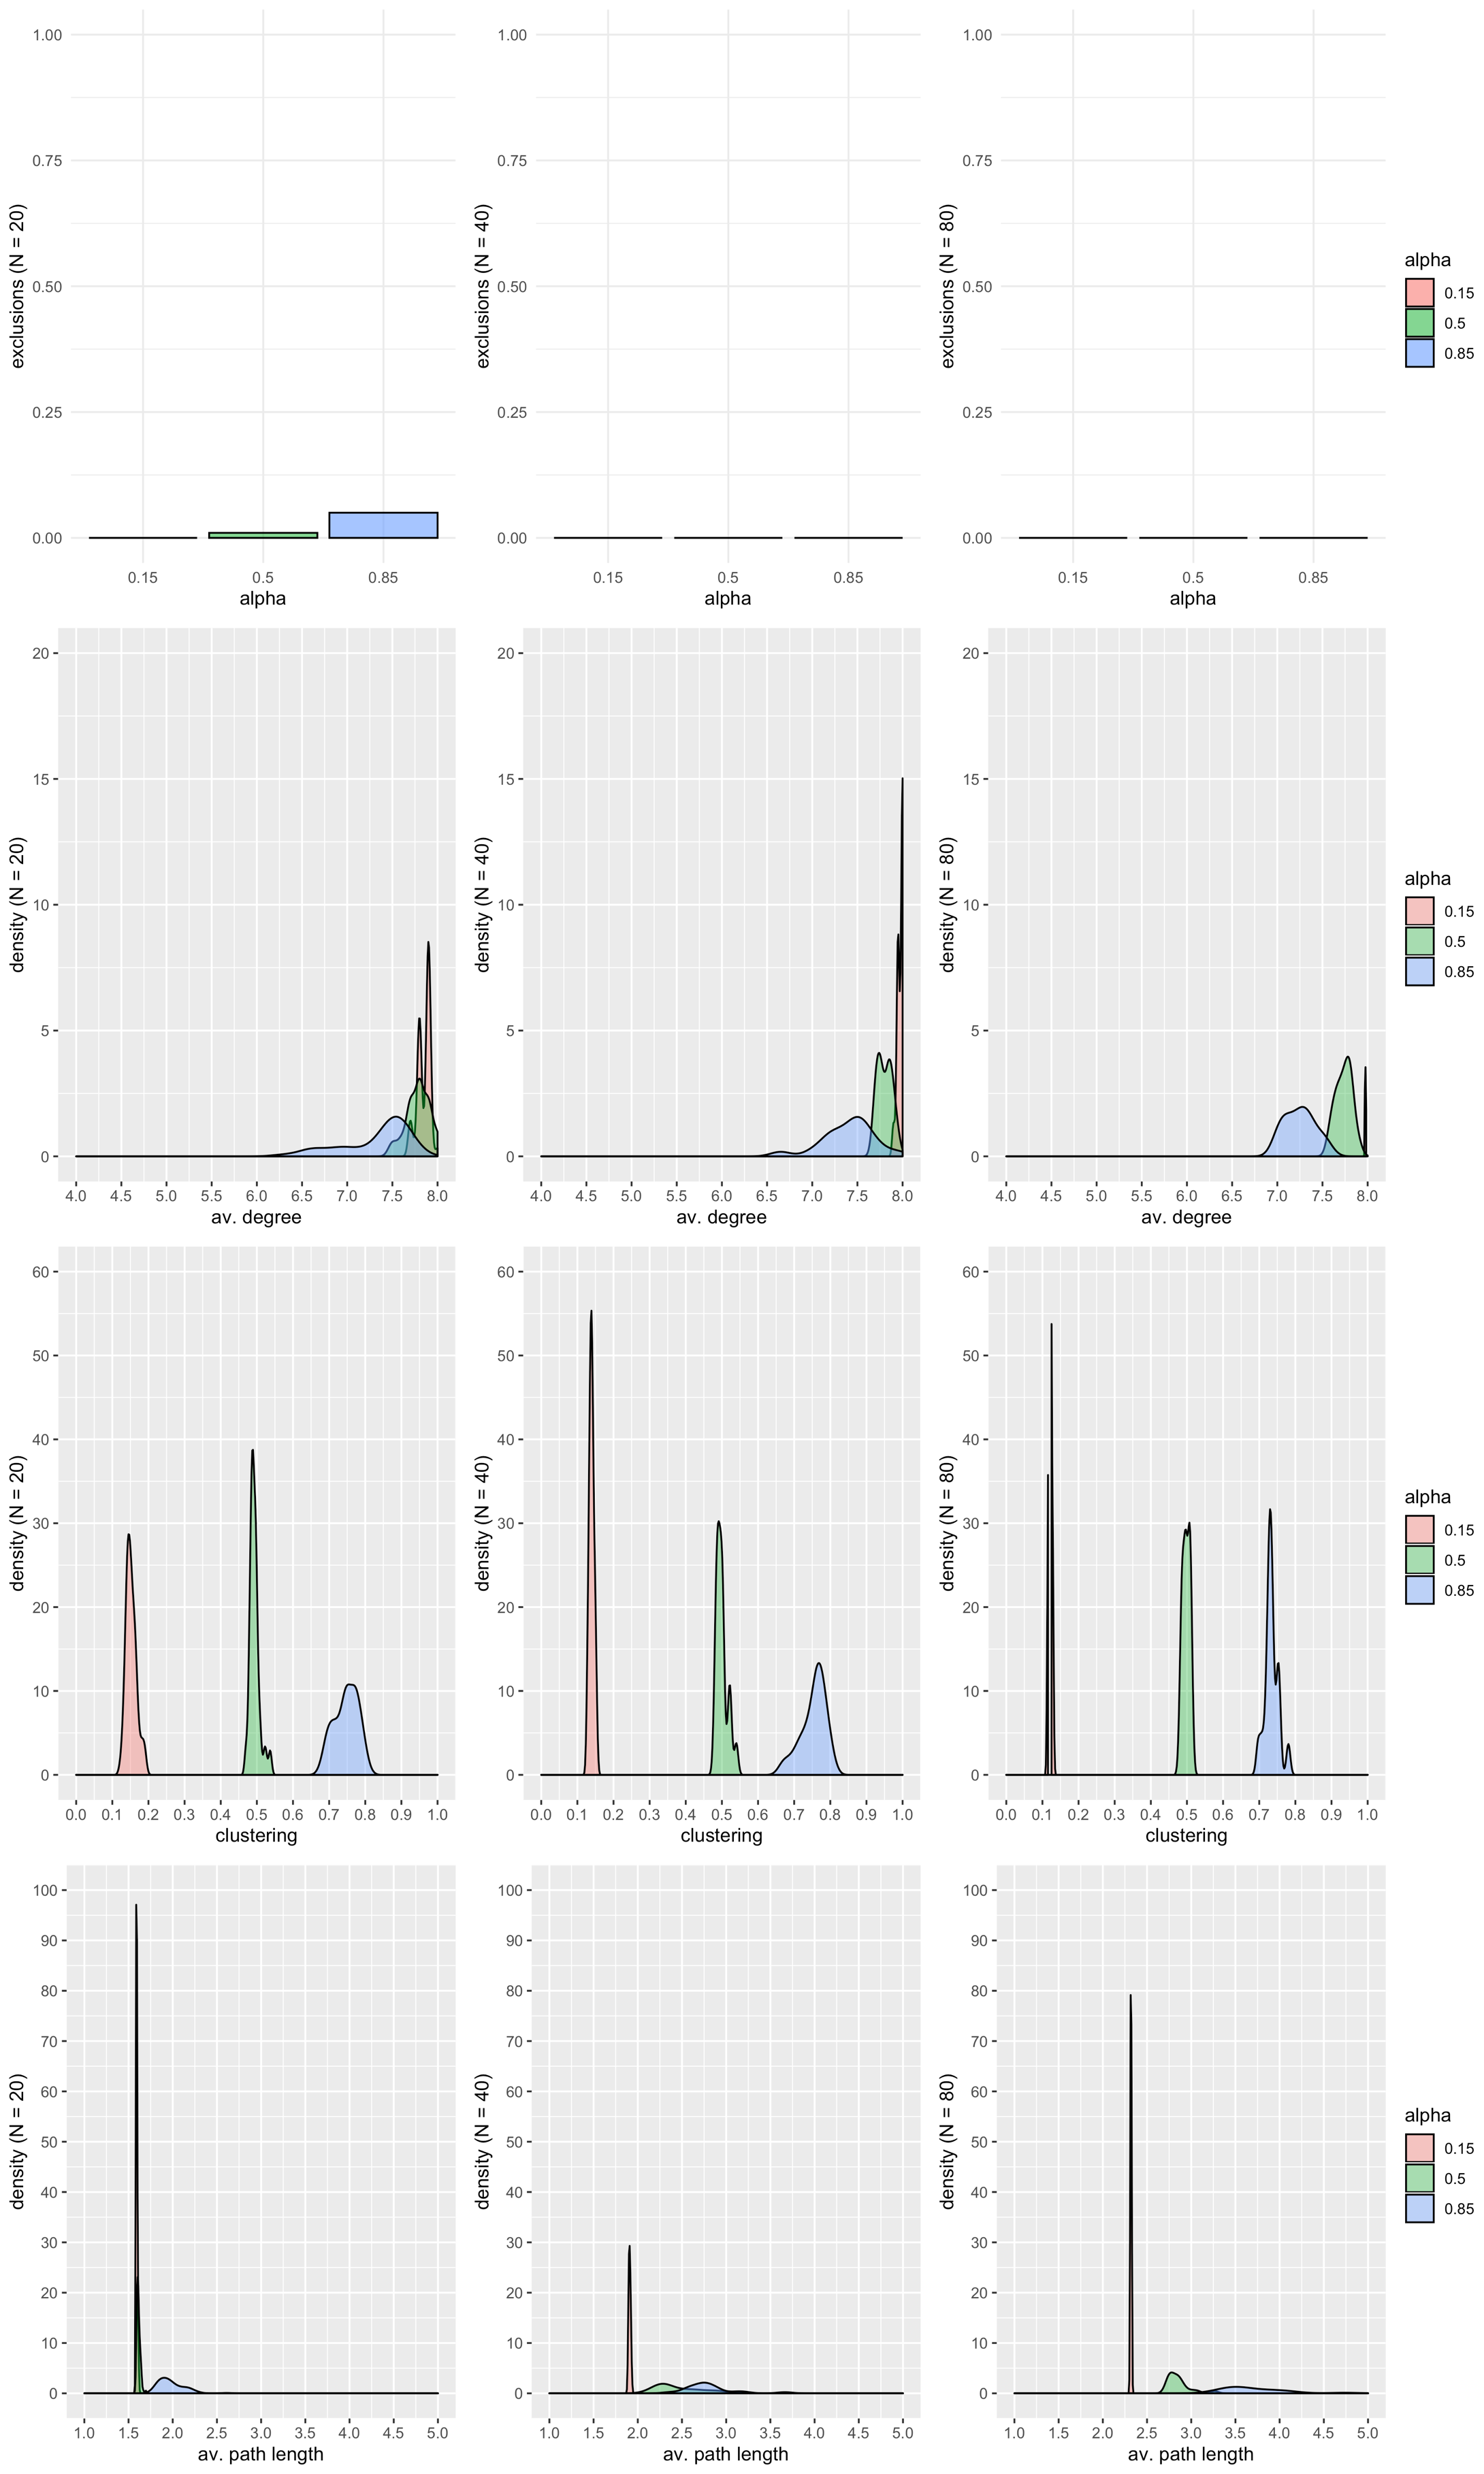 exclusions (N = 20)
1.00
0.75
0.50
0.25
0.00
0.15 0.5 0.85
alpha
exclusions (N = 40)
1.00
0.75
0.50
0.25
0.00
0.15 0.5 0.85
alpha
exclusions (N = 80)
1.00
0.75
0.50
0.25
0.00
0.15 0.5 0.85
alpha
alpha
0.15
0.5
0.85
density (N = 20)
20
15
10
5
0
4.0 4.5 5.0 5.5 6.0 6.5 7.0 7.5 8.0
av. degree
density (N = 40)
20
15
10
5
0
4.0 4.5 5.0 5.5 6.0 6.5 7.0 7.5 8.0
av. degree
density (N = 80)
20
15
10
5
0
4.0 4.5 5.0 5.5 6.0 6.5 7.0 7.5 8.0
av. degree
alpha
0.15
0.5
0.85
density (N = 20)
60
50
40
30
20
10
0
0.0 0.1 0.2 0.3 0.4 0.5 0.6 0.7 0.8 0.9 1.0
clustering
density (N = 40)
60
50
40
30
20
10
0
0.0 0.1 0.2 0.3 0.4 0.5 0.6 0.7 0.8 0.9 1.0
clustering
density (N = 80)
60
50
40
30
20
10
0
0.0 0.1 0.2 0.3 0.4 0.5 0.6 0.7 0.8 0.9 1.0
clustering
alpha
0.15
0.5
0.85
density (N = 20)
100
90
80
70
60
50
40
30
20
10
0
1.0 1.5 2.0 2.5 3.0 3.5 4.0 4.5 5.0
av. path length
density (N = 40)
100
90
80
70
60
50
40
30
20
10
0
1.0 1.5 2.0 2.5 3.0 3.5 4.0 4.5 5.0
av. path length
density (N = 80)
100
90
80
70
60
50
40
30
20
10
0
1.0 1.5 2.0 2.5 3.0 3.5 4.0 4.5 5.0
av. path length
alpha
0.15
0.5
0.85